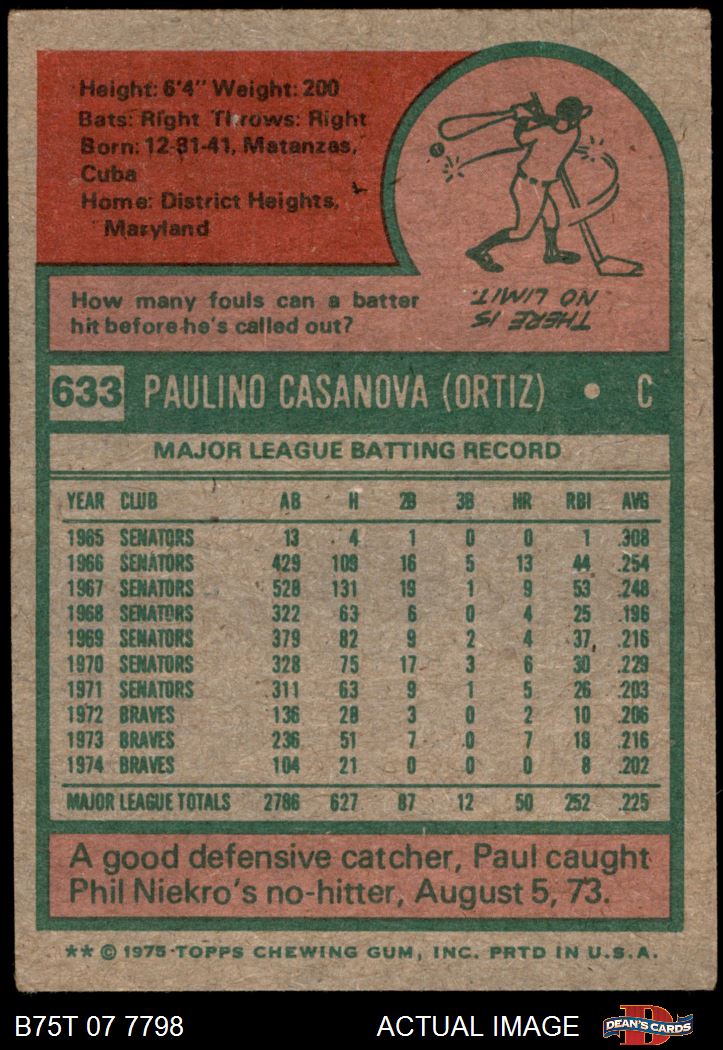 Height: 6'4" Weight: 200
Bats: Right Throws: Right
Born: 12-31-41, Matanzas,
Cuba
Home: District Heights,
Maryland
How many fouls can a batter
hit before he's called out?
THERE IS
NO LIMIT.
633 PAULINO CASANOVA (ORTIZ) • C
MAJOR LEAGUE BATTING RECORD
YEAR CLUB AB H 2B 3B HR RBI AVG
1965 SENATORS 13 4 1 0 0 1 .308
1966 SENATORS 429 109 16 5 13 44 .254
1967 SENATORS 528 131 19 1 9 53 .248
1968 SENATORS 322 63 6 0 4 25 .196
1969 SENATORS 379 82 9 2 4 37 .216
1970 SENATORS 328 75 17 3 6 30 .229
1971 SENATORS 311 63 9 1 5 26 .203
1972 BRAVES 136 28 3 0 2 10 .206
1973 BRAVES 236 51 7 0 7 18 .216
1974 BRAVES 104 21 0 0 0 8 .202
MAJOR LEAGUE TOTALS 2786 627 87 12 50 252 .225
A good defensive catcher, Paul caught
Phil Niekro's no-hitter, August 5, 73.
** © 1975 TOPPS CHEWING GUM, INC. PRTD IN U.S.A.
B75T 07 7798 ACTUAL IMAGE D DEAN'S CARDS